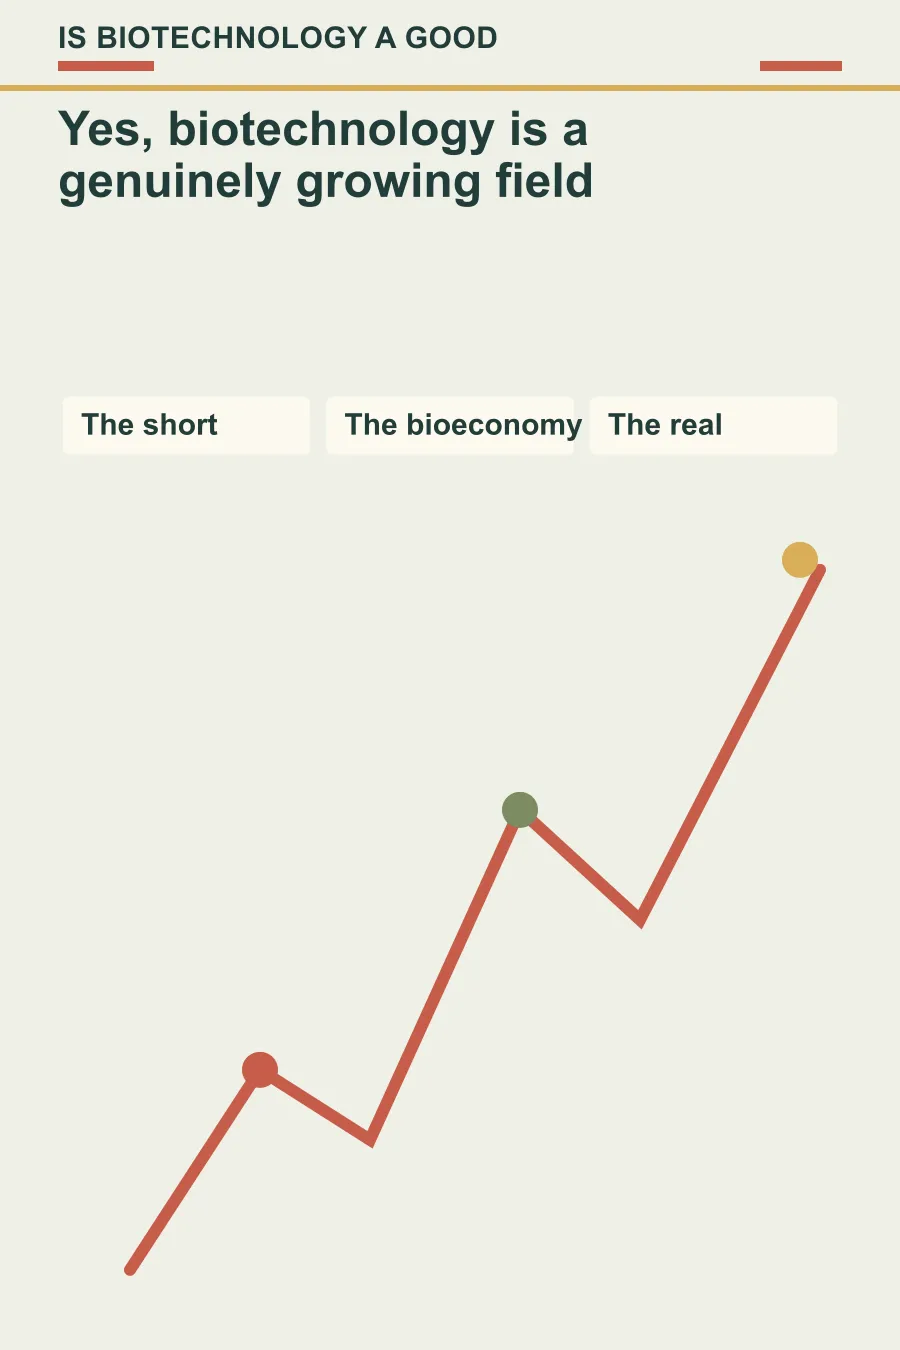 IS BIOTECHNOLOGY A GOOD
Yes, biotechnology is a
genuinely growing field
The short
The bioeconomy
The real